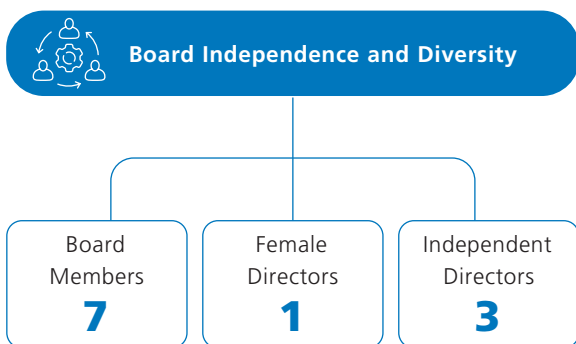 Board Independence and Diversity
Board
Members
7
Female
Directors
1
Independent
Directors
3